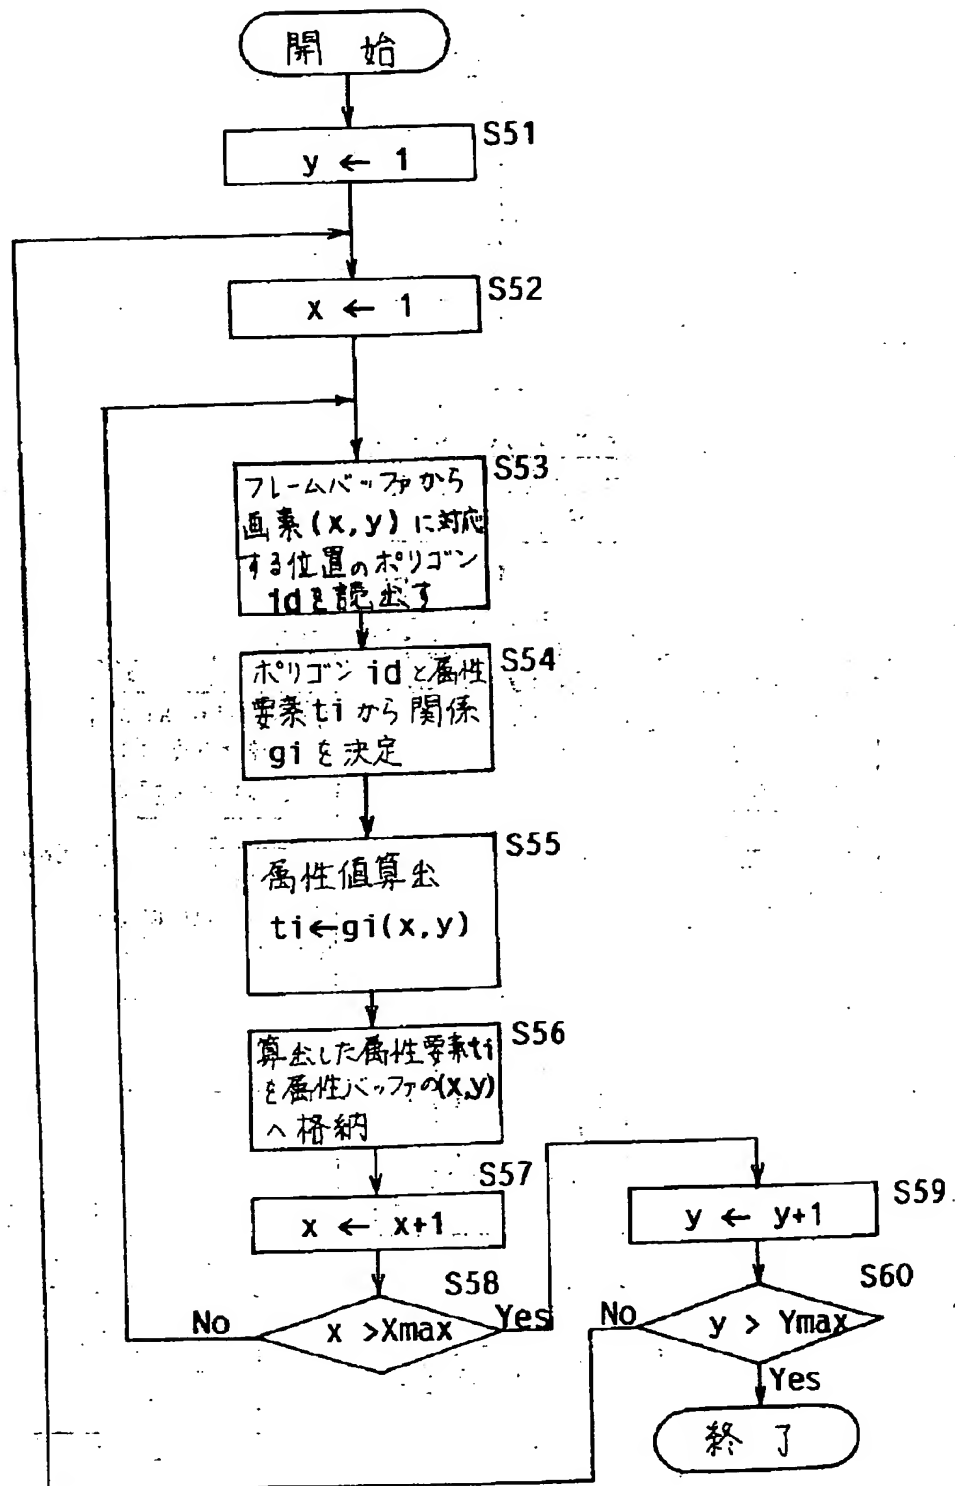 開 始
S51
y ← 1
S52
x ← 1
S53
フレームバッファから
画素(x,y)に対応
する位置のポリゴン
idを読出す
S54
ポリゴンidと属性
要素tiから関係
giを決定
S55
属性値算出
ti←gi(x,y)
S56
算出した属性要素ti
を属性バッファの(x,y)
へ格納
S57
x ← x+1
S58
x >Xmax
No
Yes
S59
y ← y+1
S60
y > Ymax
No
Yes
終 了